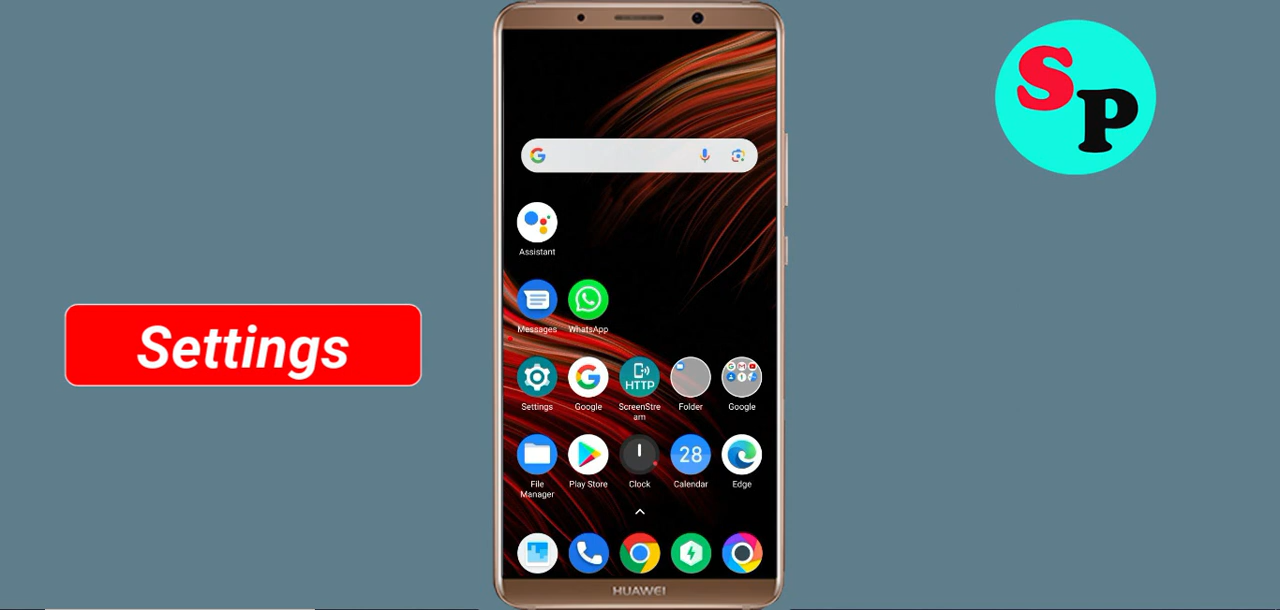 SP
Assistant
Messages WhatsApp
Settings
Settings Google ScreenStre Folder Google
am
HTTP
28
File Play Store Clock Calendar Edge
Manager
HUAWEI